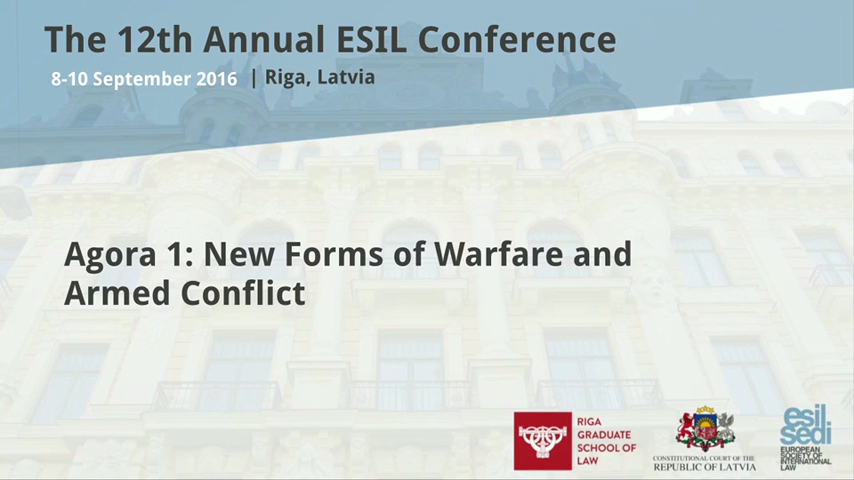 The 12th Annual ESIL Conference
8-10 September 2016 | Riga, Latvia
Agora 1: New Forms of Warfare and
Armed Conflict
RIGA
GRADUATE
SCHOOL OF
LAW
CONSTITUTIONAL COURT OF THE
REPUBLIC OF LATVIA
esil
sedi
EUROPEAN
SOCIETY OF
INTERNATIONAL
LAW